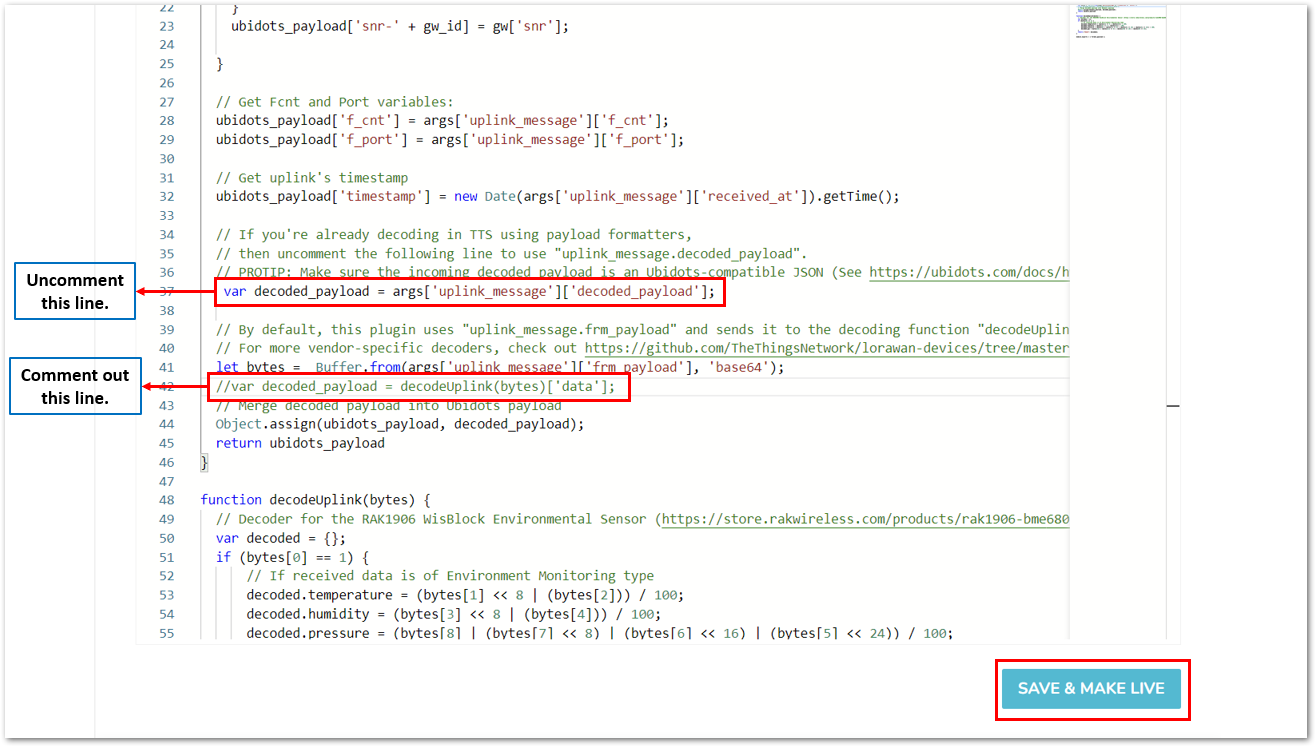 22 }
23 ubidots_payload['snr-' + gw_id] = gw['snr'];
24
25 }
26
27 // Get Fcnt and Port variables:
28 ubidots_payload['f_cnt'] = args['uplink_message']['f_cnt'];
29 ubidots_payload['f_port'] = args['uplink_message']['f_port'];
30
31 // Get uplink's timestamp
32 ubidots_payload['timestamp'] = new Date(args['uplink_message']['received_at']).getTime();
33
34 // If you're already decoding in TTS using payload formatters,
35 // then uncomment the following line to use "uplink_message.decoded_payload".
36 // PROTIP: Make sure the incoming decoded payload is an Ubidots-compatible JSON (See https://ubidots.com/docs/h
Uncomment
this line.
37 var decoded_payload = args['uplink_message']['decoded_payload'];
38
39 // By default, this plugin uses "uplink_message.frm_payload" and sends it to the decoding function "decodeUplin
40 // For more vendor-specific decoders, check out https://github.com/TheThingsNetwork/lorawan-devices/tree/master
41 let bytes = Buffer.from(args['uplink_message']['frm_payload'], 'base64');
Comment out
this line.
42 //var decoded_payload = decodeUplink(bytes)['data'];
43 // Merge decoded payload into Ubidots payload
44 Object.assign(ubidots_payload, decoded_payload);
45 return ubidots_payload
46 }
47
48 function decodeUplink(bytes) {
49 // Decoder for the RAK1906 WisBlock Environmental Sensor (https://store.rakwireless.com/products/rak1906-bme680
50 var decoded = {};
51 if (bytes[0] == 1) {
52 // If received data is of Environment Monitoring type
53 decoded.temperature = (bytes[1] << 8 | (bytes[2])) / 100;
54 decoded.humidity = (bytes[3] << 8 | (bytes[4])) / 100;
55 decoded.pressure = (bytes[8] | (bytes[7] << 8) | (bytes[6] << 16) | (bytes[5] << 24)) / 100;
SAVE & MAKE LIVE